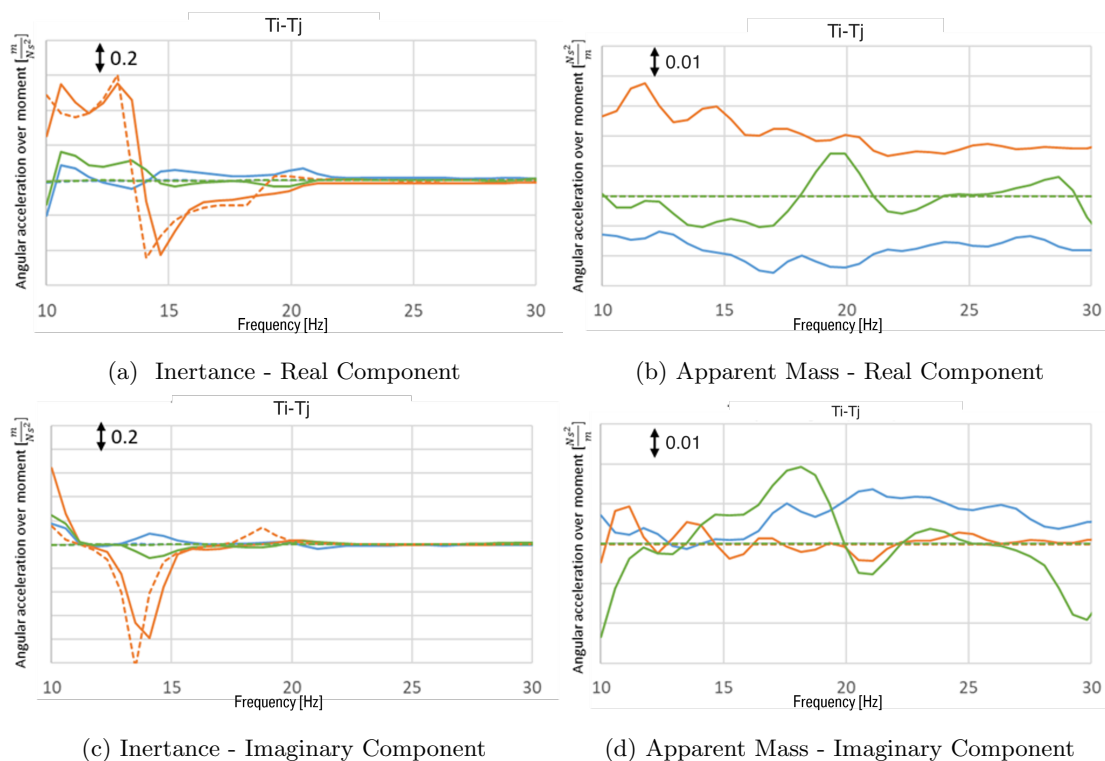 Ti-Tj
Angular acceleration over moment [m/Ns²]
0.2
10 15 20 25 30
Frequency [Hz]
(a) Inertance - Real Component
Ti-Tj
Angular acceleration over moment [Ns²/m]
0.01
10 15 20 25 30
Frequency [Hz]
(b) Apparent Mass - Real Component
Ti-Tj
Angular acceleration over moment [m/Ns²]
0.2
10 15 20 25 30
Frequency [Hz]
(c) Inertance - Imaginary Component
Ti-Tj
Angular acceleration over moment [Ns²/m]
0.01
10 15 20 25 30
Frequency [Hz]
(d) Apparent Mass - Imaginary Component